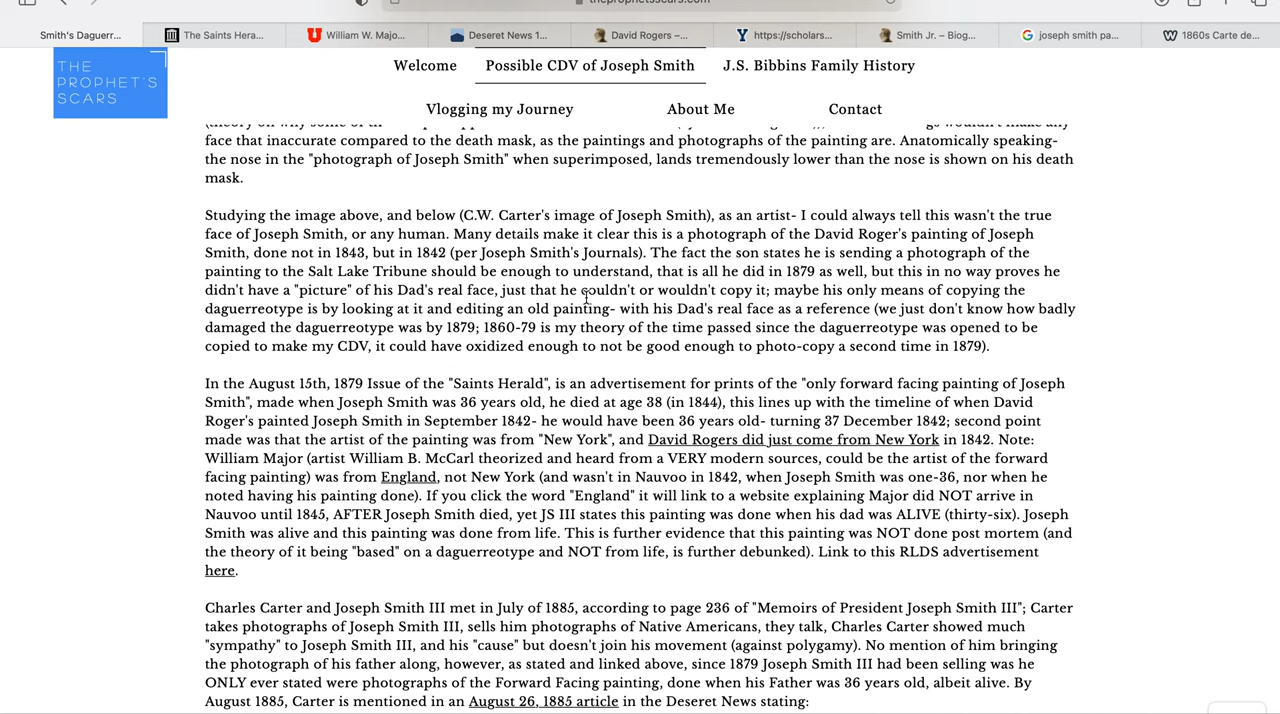 theprophetsscars.com
Smith's Daguerr...
The Saints Hera...
William W. Majo...
Deseret News 1...
David Rogers –...
https://scholars...
Smith Jr. – Biog...
joseph smith pa...
1860s Carte de...
THE
PROPHET'S
SCARS
Welcome
Possible CDV of Joseph Smith
J.S. Bibbins Family History
Vlogging my Journey
About Me
Contact
(theory on why some of th
face that inaccurate compared to the death mask, as the paintings and photographs of the painting are. Anatomically speaking-
the nose in the "photograph of Joseph Smith" when superimposed, lands tremendously lower than the nose is shown on his death
mask.
Studying the image above, and below (C.W. Carter's image of Joseph Smith), as an artist- I could always tell this wasn't the true
face of Joseph Smith, or any human. Many details make it clear this is a photograph of the David Roger's painting of Joseph
Smith, done not in 1843, but in 1842 (per Joseph Smith's Journals). The fact the son states he is sending a photograph of the
painting to the Salt Lake Tribune should be enough to understand, that is all he did in 1879 as well, but this in no way proves he
didn't have a "picture" of his Dad's real face, just that he couldn't or wouldn't copy it; maybe his only means of copying the
daguerreotype is by looking at it and editing an old painting- with his Dad's real face as a reference (we just don't know how badly
damaged the daguerreotype was by 1879; 1860-79 is my theory of the time passed since the daguerreotype was opened to be
copied to make my CDV, it could have oxidized enough to not be good enough to photo-copy a second time in 1879).
In the August 15th, 1879 Issue of the "Saints Herald", is an advertisement for prints of the "only forward facing painting of Joseph
Smith", made when Joseph Smith was 36 years old, he died at age 38 (in 1844), this lines up with the timeline of when David
Roger's painted Joseph Smith in September 1842- he would have been 36 years old- turning 37 December 1842; second point
made was that the artist of the painting was from "New York", and David Rogers did just come from New York in 1842. Note:
William Major (artist William B. McCarl theorized and heard from a VERY modern sources, could be the artist of the forward
facing painting) was from England, not New York (and wasn't in Nauvoo in 1842, when Joseph Smith was one-36, nor when he
noted having his painting done). If you click the word "England" it will link to a website explaining Major did NOT arrive in
Nauvoo until 1845, AFTER Joseph Smith died, yet JS III states this painting was done when his dad was ALIVE (thirty-six). Joseph
Smith was alive and this painting was done from life. This is further evidence that this painting was NOT done post mortem (and
the theory of it being "based" on a daguerreotype and NOT from life, is further debunked). Link to this RLDS advertisement
here.
Charles Carter and Joseph Smith III met in July of 1885, according to page 236 of "Memoirs of President Joseph Smith III"; Carter
takes photographs of Joseph Smith III, sells him photographs of Native Americans, they talk, Charles Carter showed much
"sympathy" to Joseph Smith III, and his "cause" but doesn't join his movement (against polygamy). No mention of him bringing
the photograph of his father along, however, as stated and linked above, since 1879 Joseph Smith III had been selling was he
ONLY ever stated were photographs of the Forward Facing painting, done when his Father was 36 years old, albeit alive. By
August 1885, Carter is mentioned in an August 26, 1885 article in the Deseret News stating: